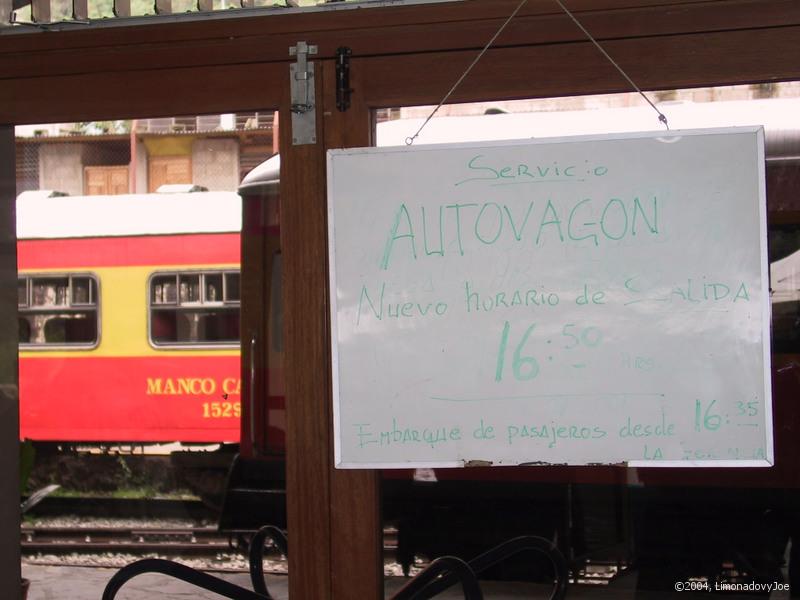 MANCO CA
1529
Servicio
AUTOVAGON
Nuevo horario de SALIDA
16:50 HRS
Embarque de pasajeros desde 16:35
LA
©2004, LimonadovyJoe